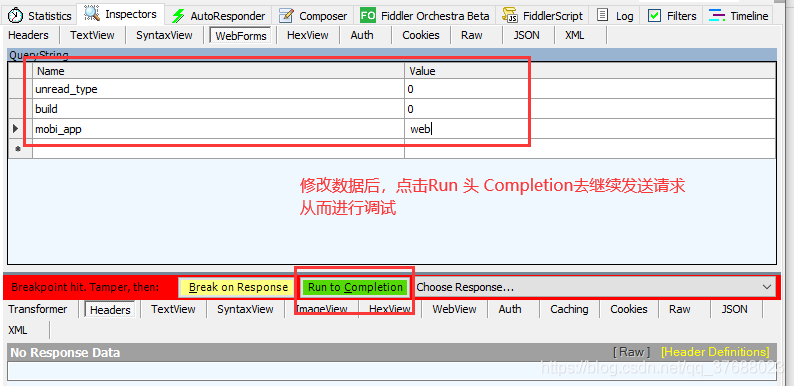 Statistics Inspectors AutoResponder Composer FO Fiddler Orchestra Beta FiddlerScript Log Filters Timeline
Headers TextView SyntaxView WebForms HexView Auth Cookies Raw JSON XML
QueryString
Name Value
unread_type 0
build 0
mobi_app web
修改数据后，点击Run 头 Completion去继续发送请求
从而进行调试
Breakpoint hit. Tamper, then: Break on Response Run to Completion Choose Response...
Transformer Headers TextView SyntaxView ImageView HexView WebView Auth Caching Cookies Raw JSON
XML
No Response Data [ Raw ] [Header Definitions]
https://blog.csdn.net/qq_37688023